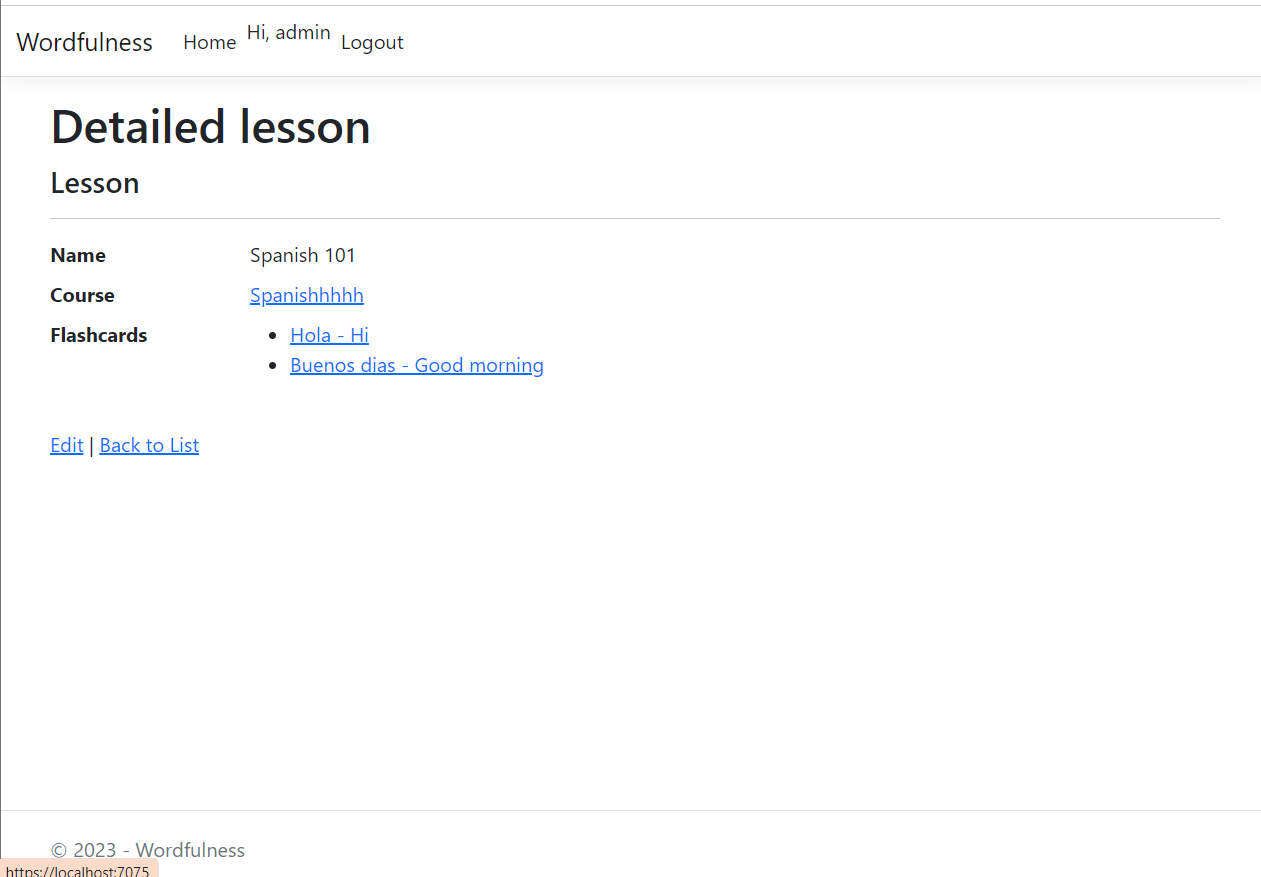 Wordfulness Home Hi, admin Logout
Detailed lesson
Lesson
Name Spanish 101
Course Spanishhhhh
Flashcards • Hola - Hi
• Buenos dias - Good morning
Edit | Back to List
© 2023 - Wordfulness
https://localhost:7075